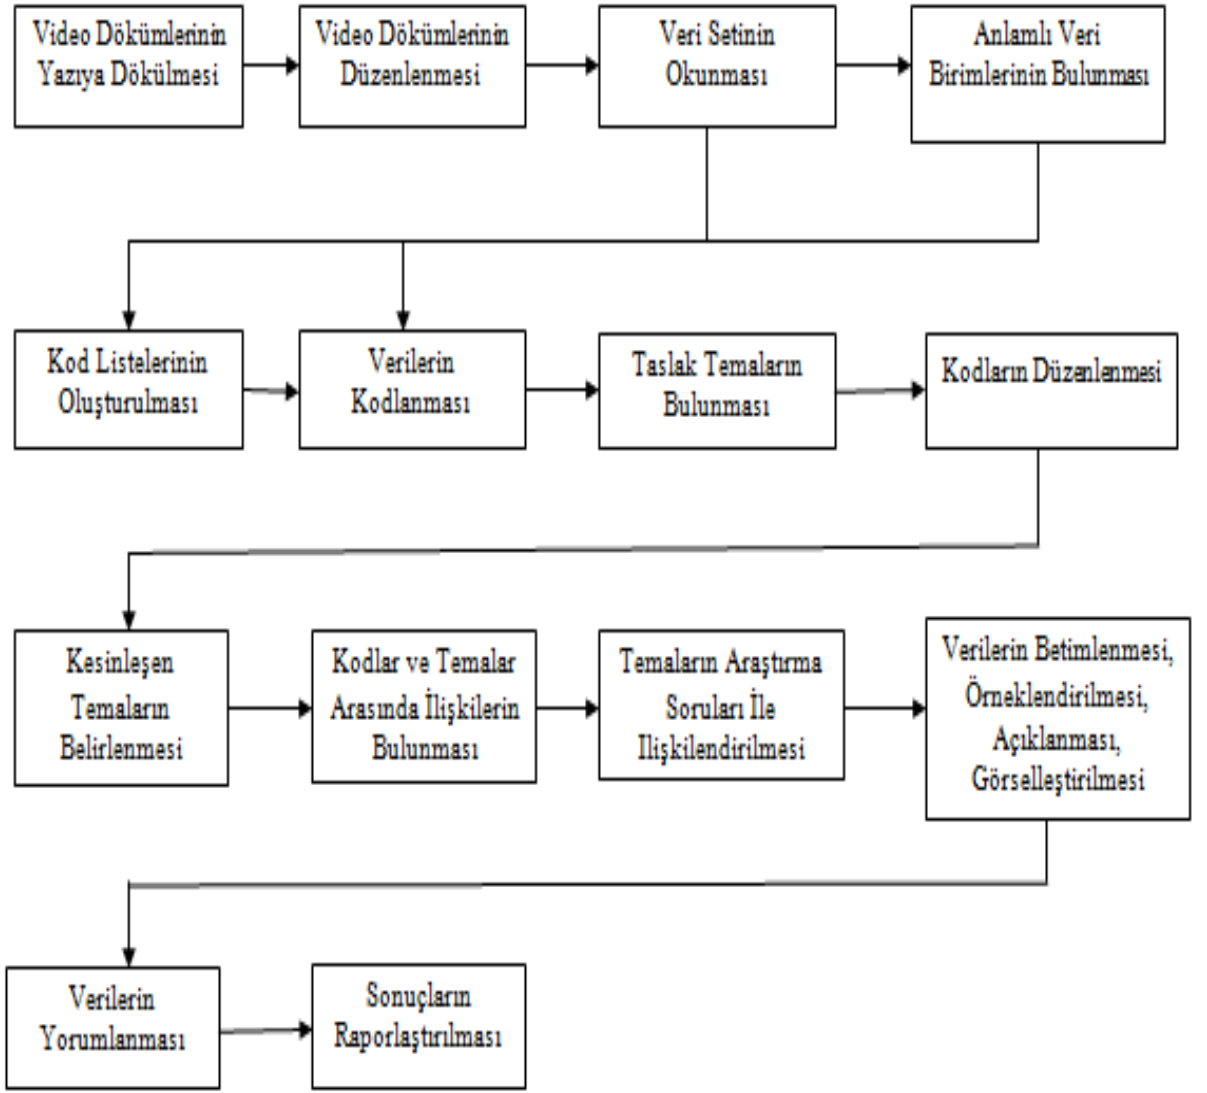 Video Dökümlerinin
Yazıya Dökülmesi
Video Dökümlerinin
Düzenlenmesi
Veri Setinin
Okunması
Anlamlı Veri
Birimlerinin Bulunması
Kod Listelerinin
Oluşturulması
Verilerin
Kodlanması
Taslak Temaların
Bulunması
Kodların Düzenlenmesi
Kesinleşen
Temaların
Belirlenmesi
Kodlar ve Temalar
Arasında İlişkilerin
Bulunması
Temaların Araştırma
Soruları İle
Ilişkilendirilmesi
Verilerin Betimlenmesi,
Örneklendirilmesi,
Açıklanması,
Görselleştirilmesi
Verilerin
Yorumlanması
Sonuçların
Raporlaştırılması